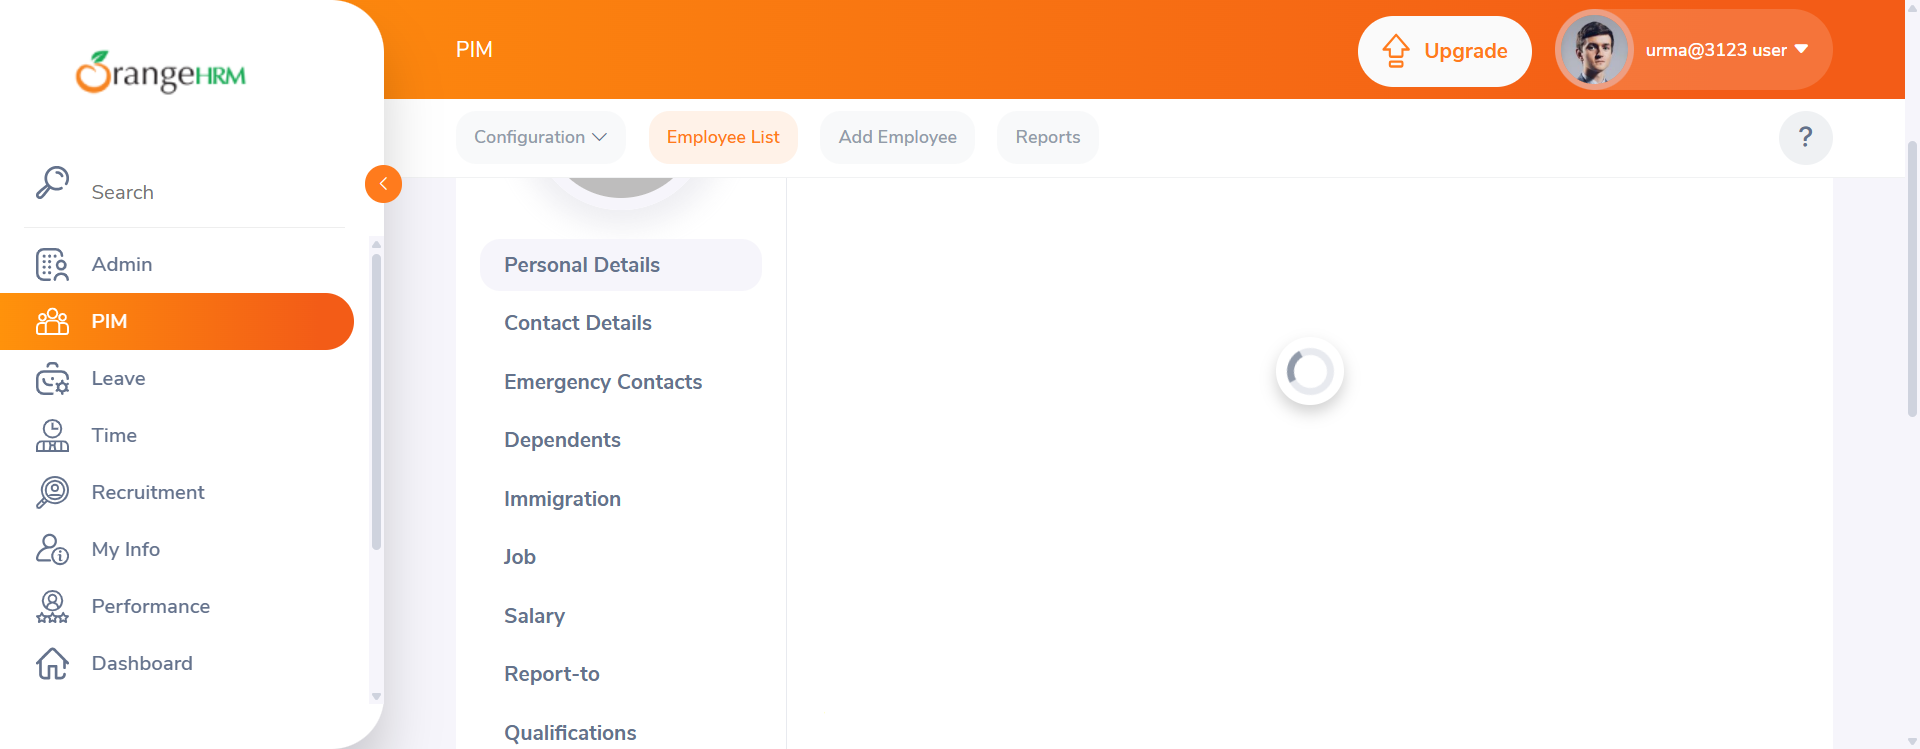 OrangeHRM
PIM
Upgrade
urma@3123 user
Configuration
Employee List
Add Employee
Reports
?
Search
Admin
PIM
Leave
Time
Recruitment
My Info
Performance
Dashboard
Personal Details
Contact Details
Emergency Contacts
Dependents
Immigration
Job
Salary
Report-to
Qualifications